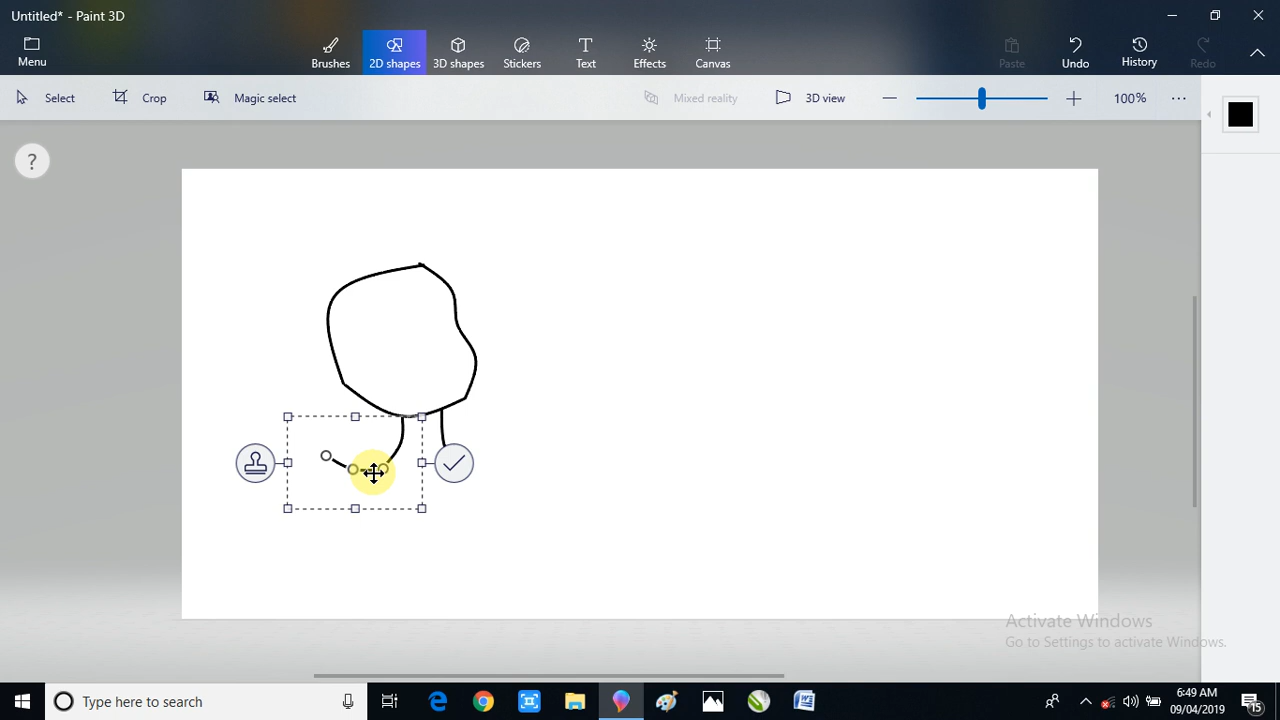 Untitled* - Paint 3D
Menu
Brushes
2D shapes
3D shapes
Stickers
Text
Effects
Canvas
Paste
Undo
History
Redo
Select
Crop
Magic select
Mixed reality
3D view
100%
?
Activate Windows
Go to Settings to activate Windows.
Type here to search
6:49 AM
09/04/2019
15